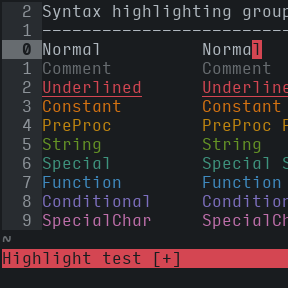 2 Syntax highlighting group
1 --------------------------
0 Normal Normal
1 Comment Comment
2 Underlined Underline
3 Constant Constant
4 PreProc PreProc F
5 String String
6 Special Special S
7 Function Function
8 Conditional Condition
9 SpecialChar SpecialCh
~
Highlight test [+]